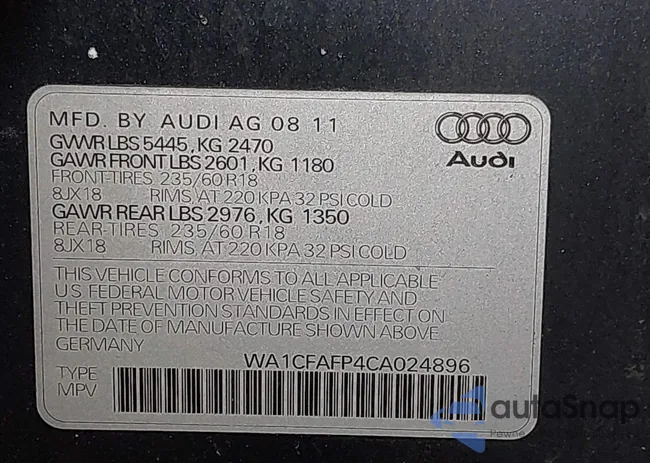 MFD. BY AUDI AG 08 11
GVWR LBS 5445, KG 2470
GAWR FRONT LBS 2601, KG 1180
FRONT-TIRES 235/60 R18
8JX18 RIMS, AT 220 KPA 32 PSI COLD
GAWR REAR LBS 2976, KG 1350
REAR-TIRES 235/60 R18
8JX18 RIMS, AT 220 KPA 32 PSI COLD
Audi
THIS VEHICLE CONFORMS TO ALL APPLICABLE
U.S. FEDERAL MOTOR VEHICLE SAFETY AND
THEFT PREVENTION STANDARDS IN EFFECT ON
THE DATE OF MANUFACTURE SHOWN ABOVE
GERMANY
WA1CFAFP4CA024896
TYPE
MPV
autoSnap